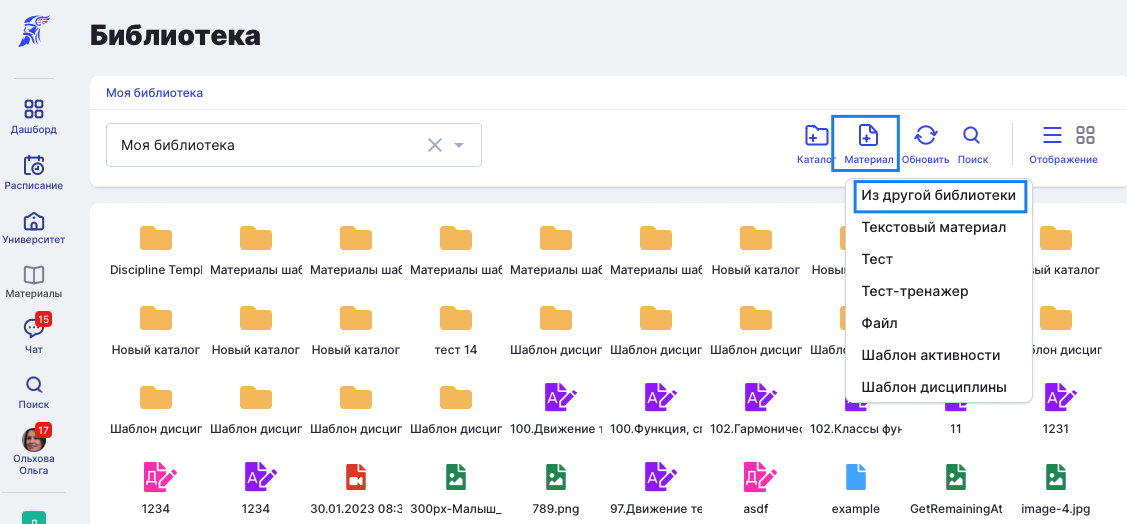 Библиотека
Моя библиотека
Моя библиотека
Каталог Материал Обновить Поиск Отображение
Из другой библиотеки
Текстовый материал
Тест
Тест-тренажер
Файл
Шаблон активности
Шаблон дисциплины
Дашборд
Расписание
Университет
Материалы
15
Чат
Поиск
17
Ольхова
Ольга
Discipline Templ Материалы шаб Материалы шаб Материалы шаб Материалы шаб Материалы шаб Новый каталог Новы вый каталог
Новый каталог Новый каталог Новый каталог тест 14 Шаблон дисцип Шаблон дисцип Шаблон дисцип Шабло блон дисцип
Шаблон дисцип Шаблон дисцип Шаблон дисцип Шаблон дисцип 100.Движение т 100.Функция, сг 102.Гармоничес 102.Классы фун 11 1231
1234 1234 30.01.2023 08:3 300px-Малыш_ 789.png 97.Движение те asdf example GetRemainingAt image-4.jpg